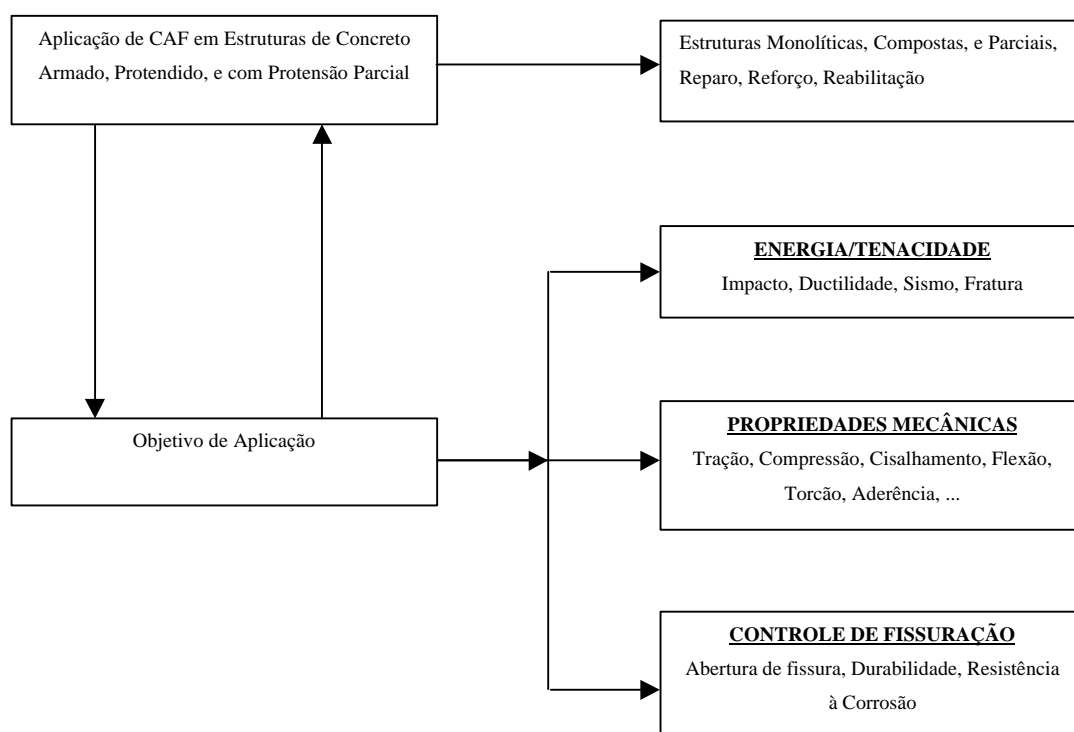 Aplicação de CAF em Estruturas de Concreto
Armado, Protendido, e com Protensão Parcial
Estruturas Monolíticas, Compostas, e Parciais,
Reparo, Reforço, Reabilitação
ENERGIA/TENACIDADE
Impacto, Ductilidade, Sismo, Fratura
Objetivo de Aplicação
PROPRIEDADES MECÂNICAS
Tração, Compressão, Cisalhamento, Flexão,
Torcão, Aderência, ...
CONTROLE DE FISSURAÇÃO
Abertura de fissura, Durabilidade, Resistência
à Corrosão